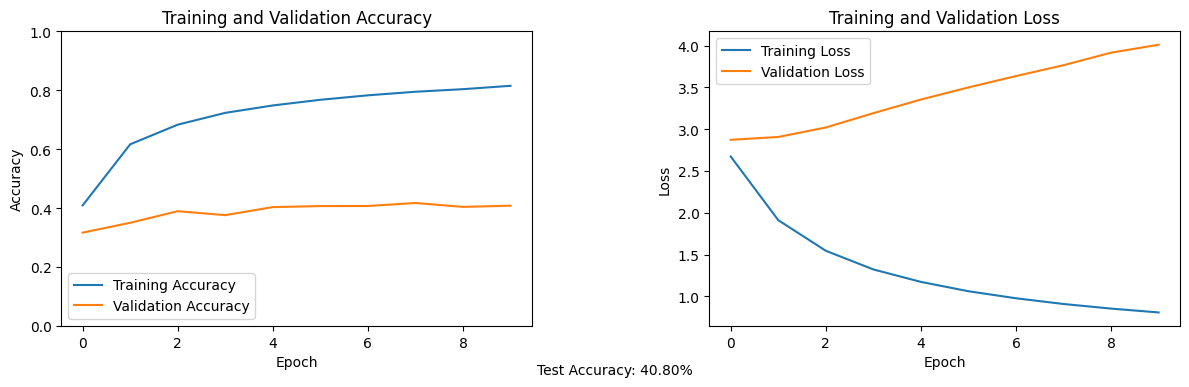 Training and Validation Accuracy
1.0
0.8
0.6
0.4
0.2
0.0
Accuracy
Training Accuracy
Validation Accuracy
0 2 4 6 8
Epoch
Training and Validation Loss
4.0
3.5
3.0
2.5
2.0
1.5
1.0
Loss
Training Loss
Validation Loss
0 2 4 6 8
Epoch
Test Accuracy: 40.80%